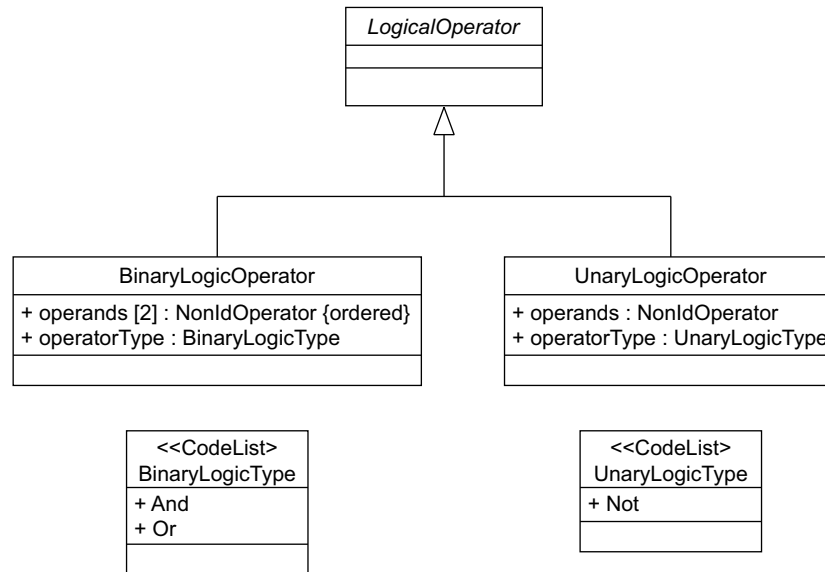 LogicalOperator
BinaryLogicOperator
+ operands [2] : NonIdOperator {ordered}
+ operatorType : BinaryLogicType
UnaryLogicOperator
+ operands : NonIdOperator
+ operatorType : UnaryLogicType
<<CodeList>
BinaryLogicType
+ And
+ Or
<<CodeList>
UnaryLogicType
+ Not